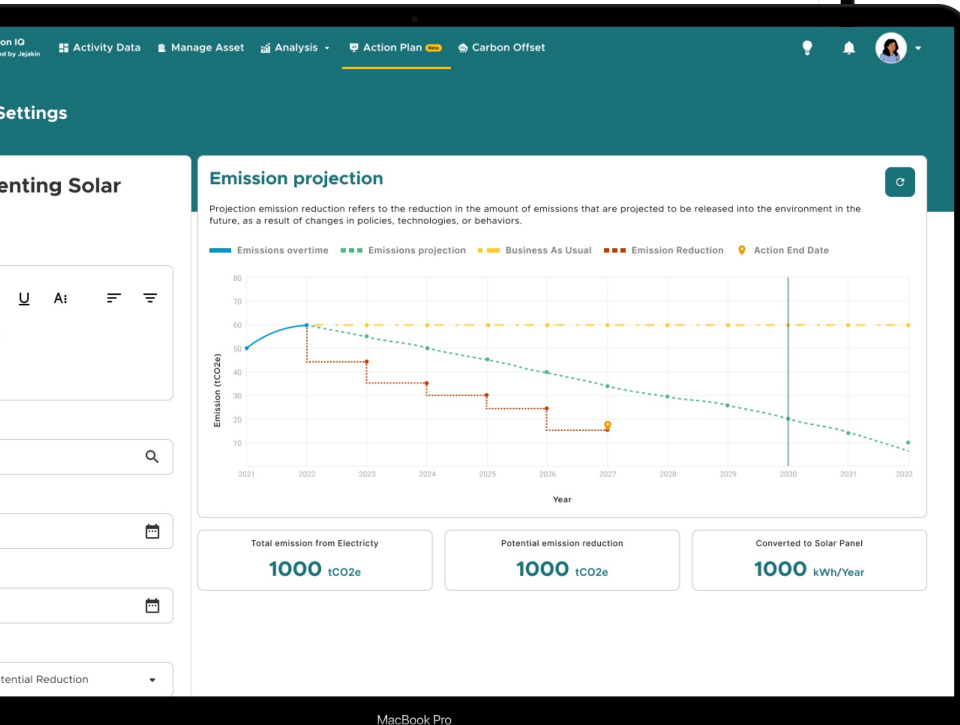 on IQ
ed by Jejakin
Activity Data
Manage Asset
Analysis
Action Plan Beta
Carbon Offset
Settings
enting Solar
U A
tential Reduction
Emission projection
Projection emission reduction refers to the reduction in the amount of emissions that are projected to be released into the environment in the
future, as a result of changes in policies, technologies, or behaviors.
Emissions overtime Emissions projection Business As Usual Emission Reduction Action End Date
Emission (tCO2e)
80
70
60
50
40
30
20
10
2021 2022 2023 2024 2025 2026 2027 2028 2029 2030 2031 2032
Year
Total emission from Electricty
1000 tCO2e
Potential emission reduction
1000 tCO2e
Converted to Solar Panel
1000 kWh/Year
MacBook Pro